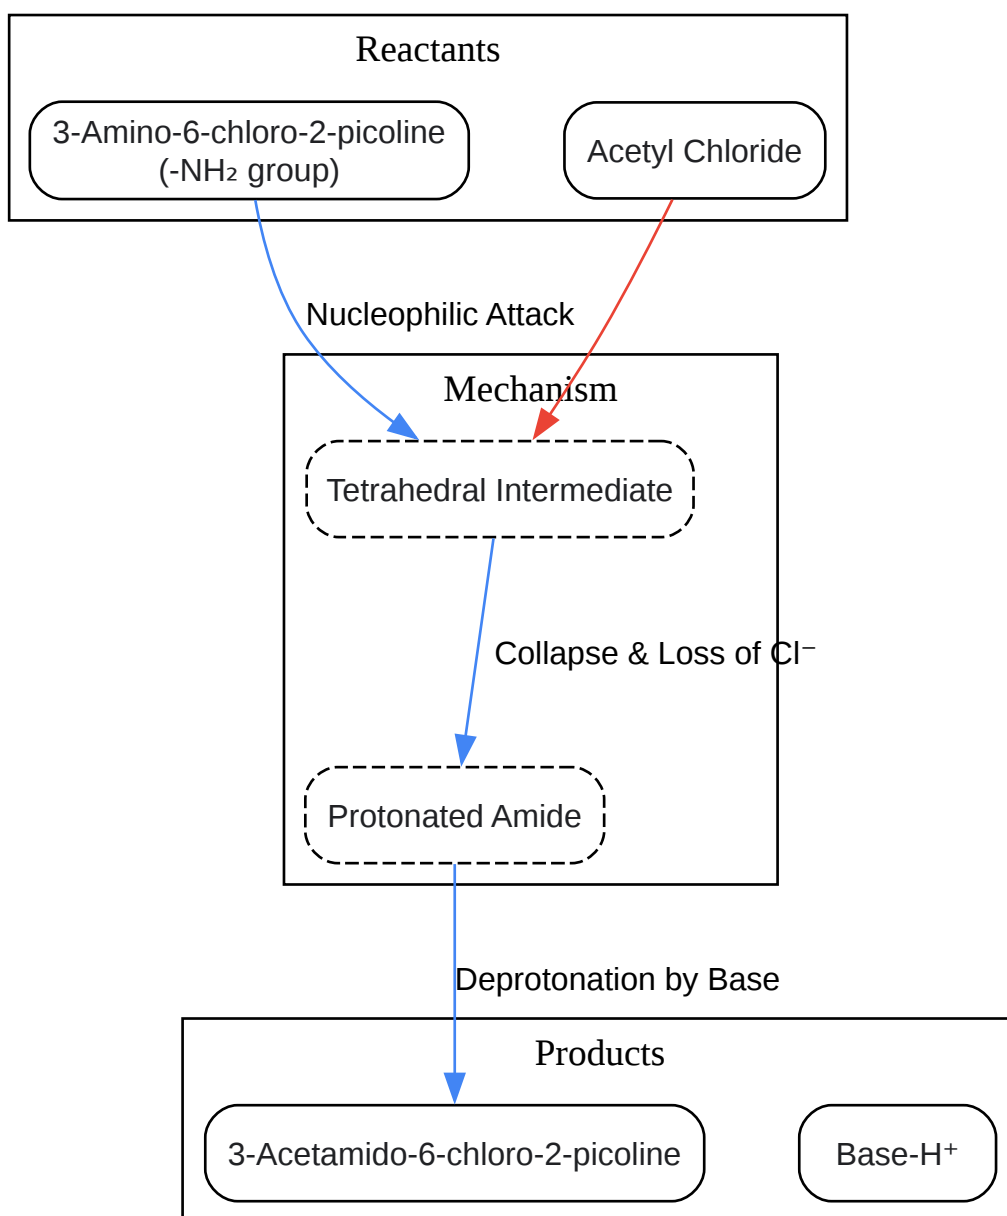 Reactants
3-Amino-6-chloro-2-picoline
(-NH₂ group)
Acetyl Chloride
Nucleophilic Attack
Mechanism
Tetrahedral Intermediate
Collapse & Loss of Cl⁻
Protonated Amide
Deprotonation by Base
Products
3-Acetamido-6-chloro-2-picoline
Base-H⁺